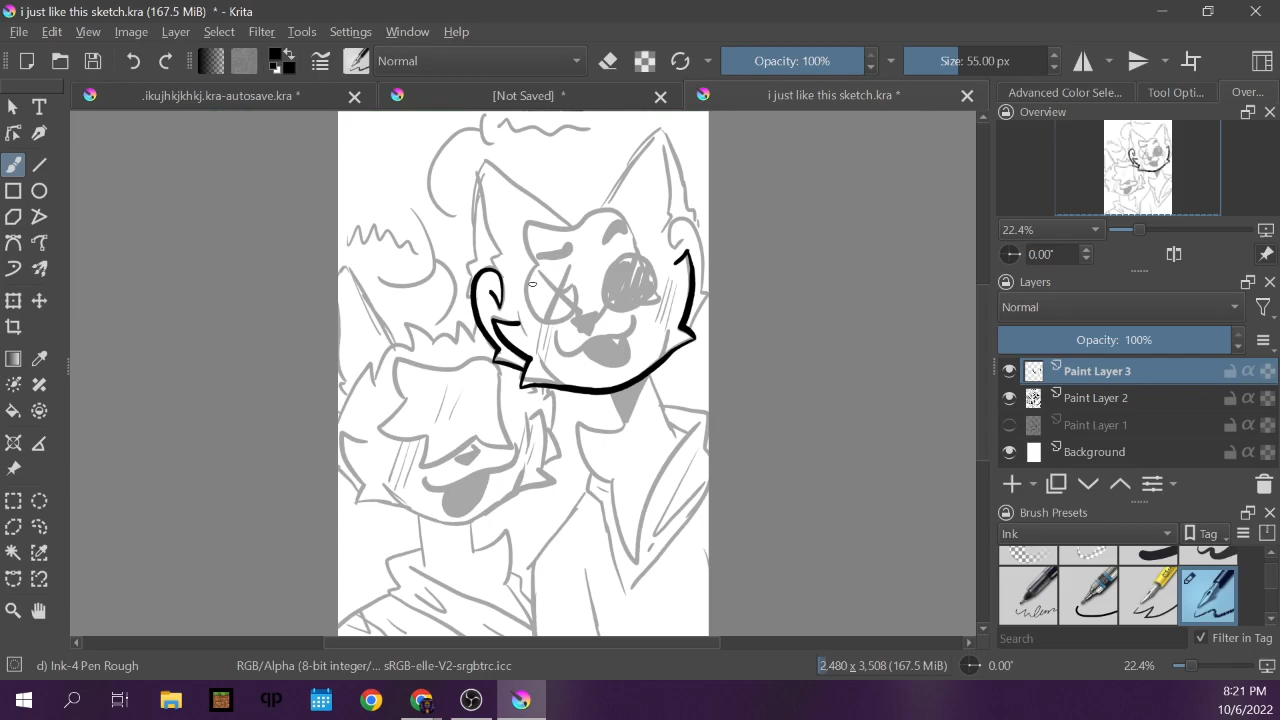 i just like this sketch.kra (167.5 MiB)  * - Krita
File Edit View Image Layer Select Filter Tools Settings Window Help
Normal
Opacity: 100%
Size: 55.00 px
.ikujhkjkhkj.kra-autosave.kra *
[Not Saved]  *
i just like this sketch.kra *
Advanced Color Sele...
Tool Opti...
Over...
Overview
22.4%
0.00°
Layers
Normal
Opacity:  100%
Paint Layer 3
Paint Layer 2
Paint Layer 1
Background
Brush Presets
Ink
Tag
Search
Filter in Tag
d) Ink-4 Pen Rough
RGB/Alpha (8-bit integer/... sRGB-elle-V2-srgbtrc.icc
2,480 x 3,508 (167.5 MiB)
0.00°
22.4%
qp
8:21 PM
10/6/2022